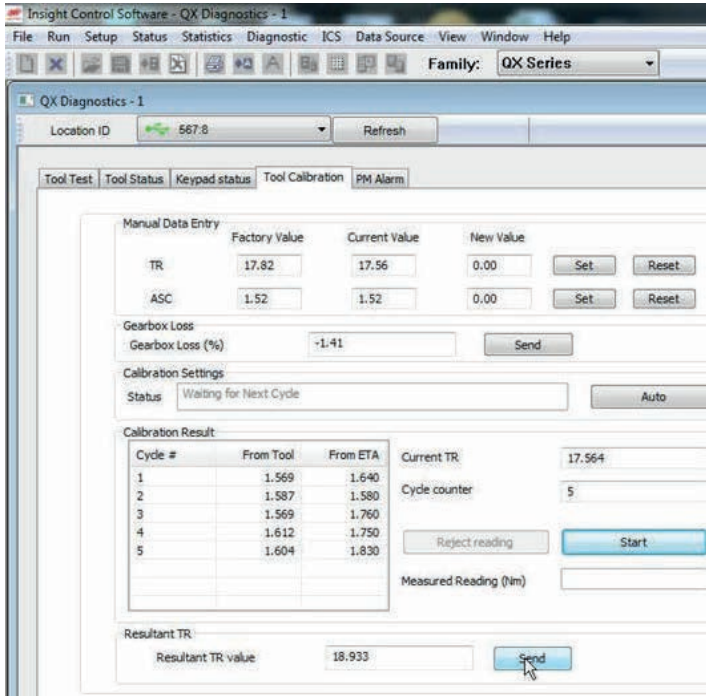 Insight Control Software - QX Diagnostics - 1
File Run Setup Status Statistics Diagnostic ICS Data Source View Window Help
Family: QX Series
QX Diagnostics - 1
Location ID 567:8 Refresh
Tool Test Tool Status Keypad status Tool Calibration PM Alarm
Manual Data Entry
Factory Value Current Value New Value
TR 17.82 17.56 0.00 Set Reset
ASC 1.52 1.52 0.00 Set Reset
Gearbox Loss
Gearbox Loss (%) -1.41 Send
Calibration Settings
Status Waiting for Next Cycle Auto
Calibration Result
Cycle # From Tool From ETA Current TR 17.564
1 1.569 1.640
2 1.587 1.580 Cycle counter 5
3 1.569 1.760
4 1.612 1.750
5 1.604 1.830 Reject reading Start
Measured Reading (Nm)
Resultant TR
Resultant TR value 18.933 Send